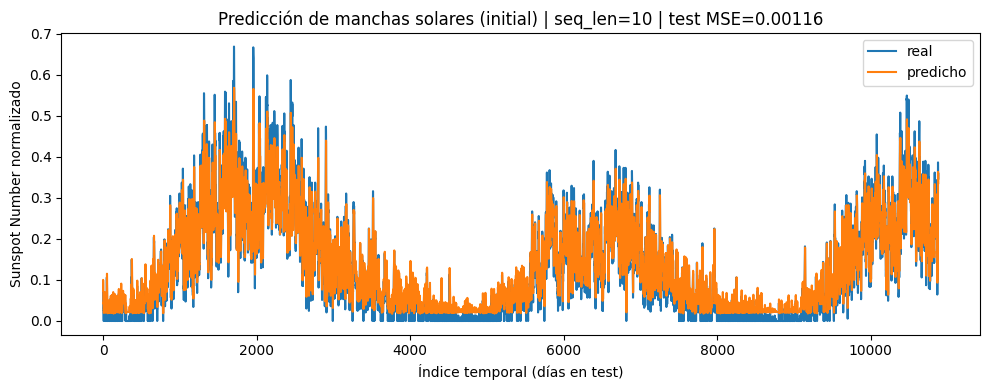 Predicción de manchas solares (initial) | seq_len=10 | test MSE=0.00116
Sunspot Number normalizado
0.7
0.6
0.5
0.4
0.3
0.2
0.1
0.0
real
predicho
0 2000 4000 6000 8000 10000
Índice temporal (días en test)